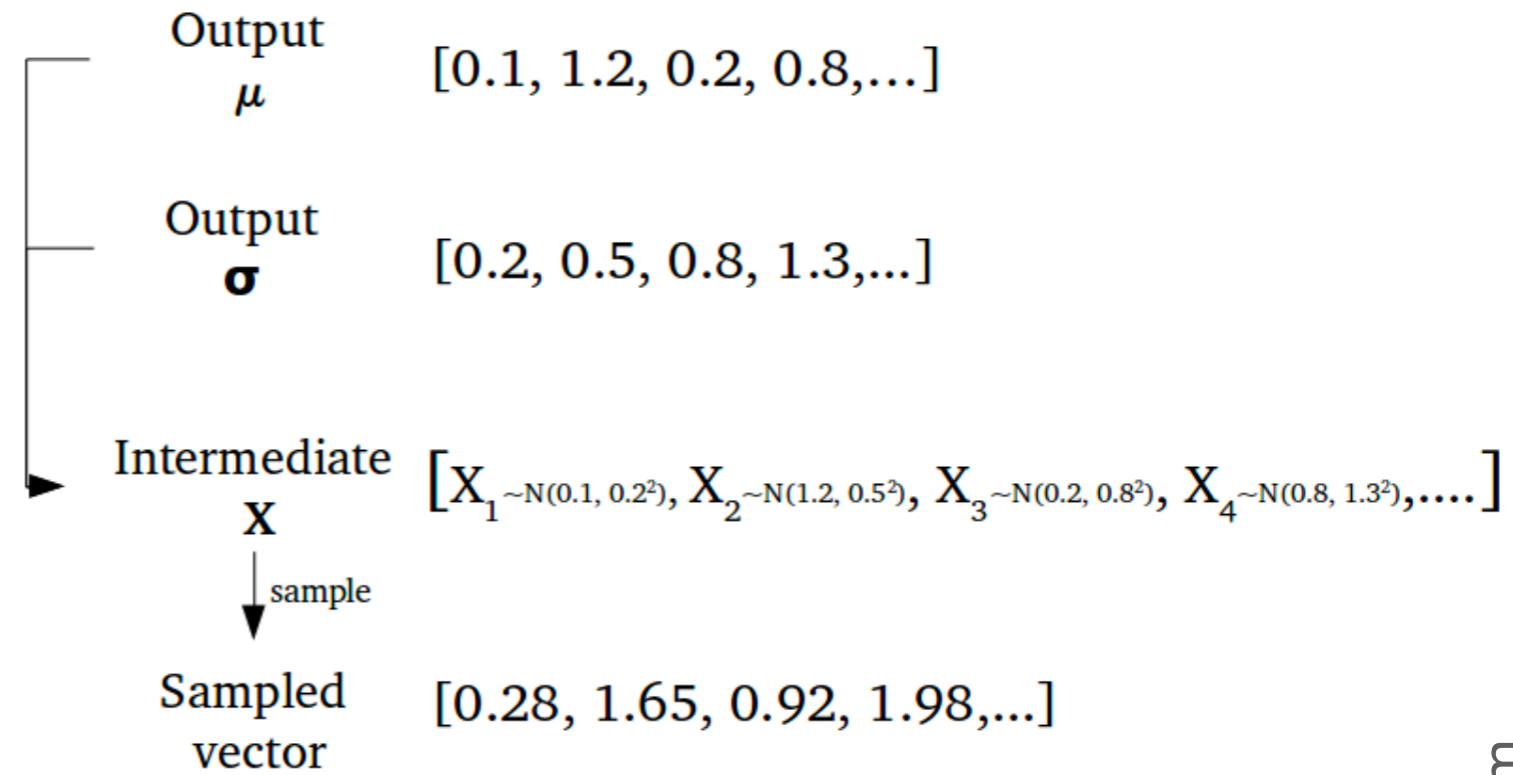 Output
μ
[0.1, 1.2, 0.2, 0.8,...]
Output
σ
[0.2, 0.5, 0.8, 1.3,...]
Intermediate
X
[X₁~N(0.1, 0.2²), X₂~N(1.2, 0.5²), X₃~N(0.2, 0.8²), X₄~N(0.8, 1.3²),....]
sample
Sampled
vector
[0.28, 1.65, 0.92, 1.98,...]